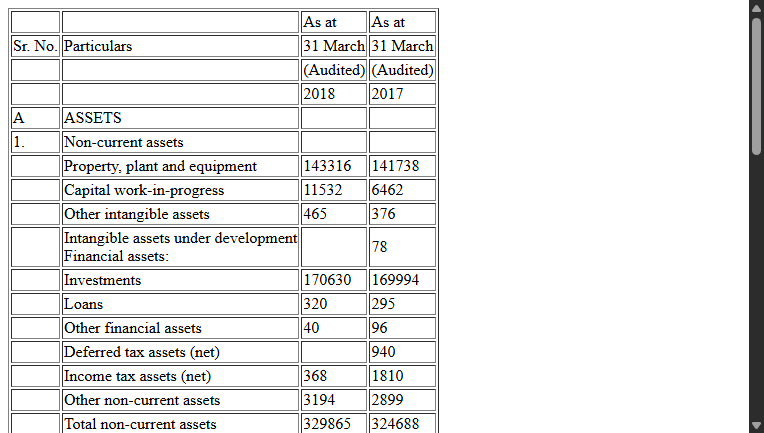 As at As at
Sr. No. Particulars 31 March 31 March
(Audited) (Audited)
2018 2017
A ASSETS
1. Non-current assets
Property, plant and equipment 143316 141738
Capital work-in-progress 11532 6462
Other intangible assets 465 376
Intangible assets under development
Financial assets: 78
Investments 170630 169994
Loans 320 295
Other financial assets 40 96
Deferred tax assets (net) 940
Income tax assets (net) 368 1810
Other non-current assets 3194 2899
Total non-current assets 329865 324688